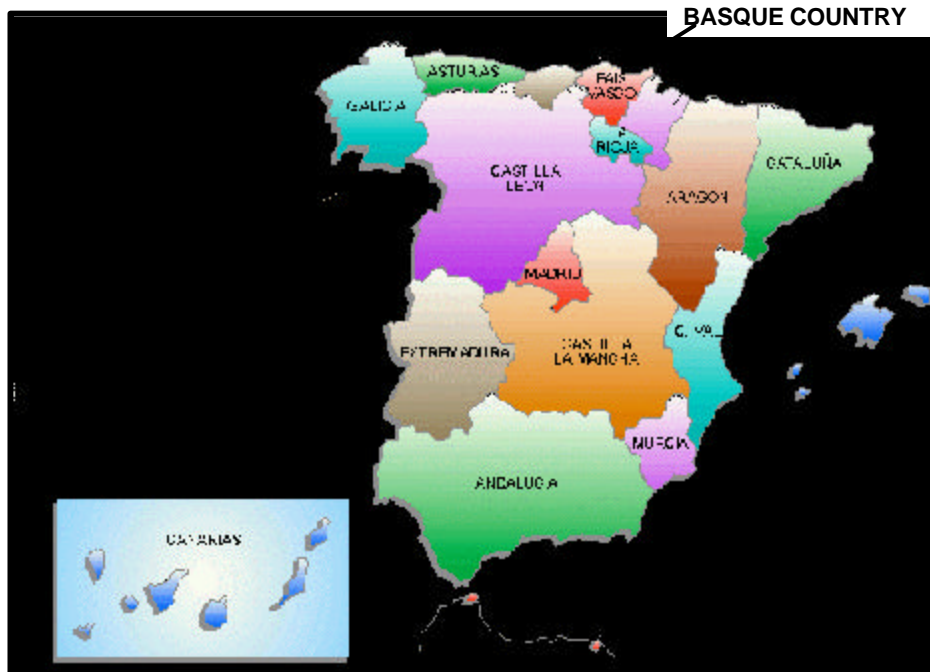 BASQUE COUNTRY
ASTURIAS
PAIS
VASCO
GALICIA
RIOJA
CATALUÑA
CASTILLA
LEON
ARAGON
MADRID
C. VAL.
CASTILLA
LA MANCHA
EXTREMADURA
MURCIA
ANDALUCIA
CANARIAS